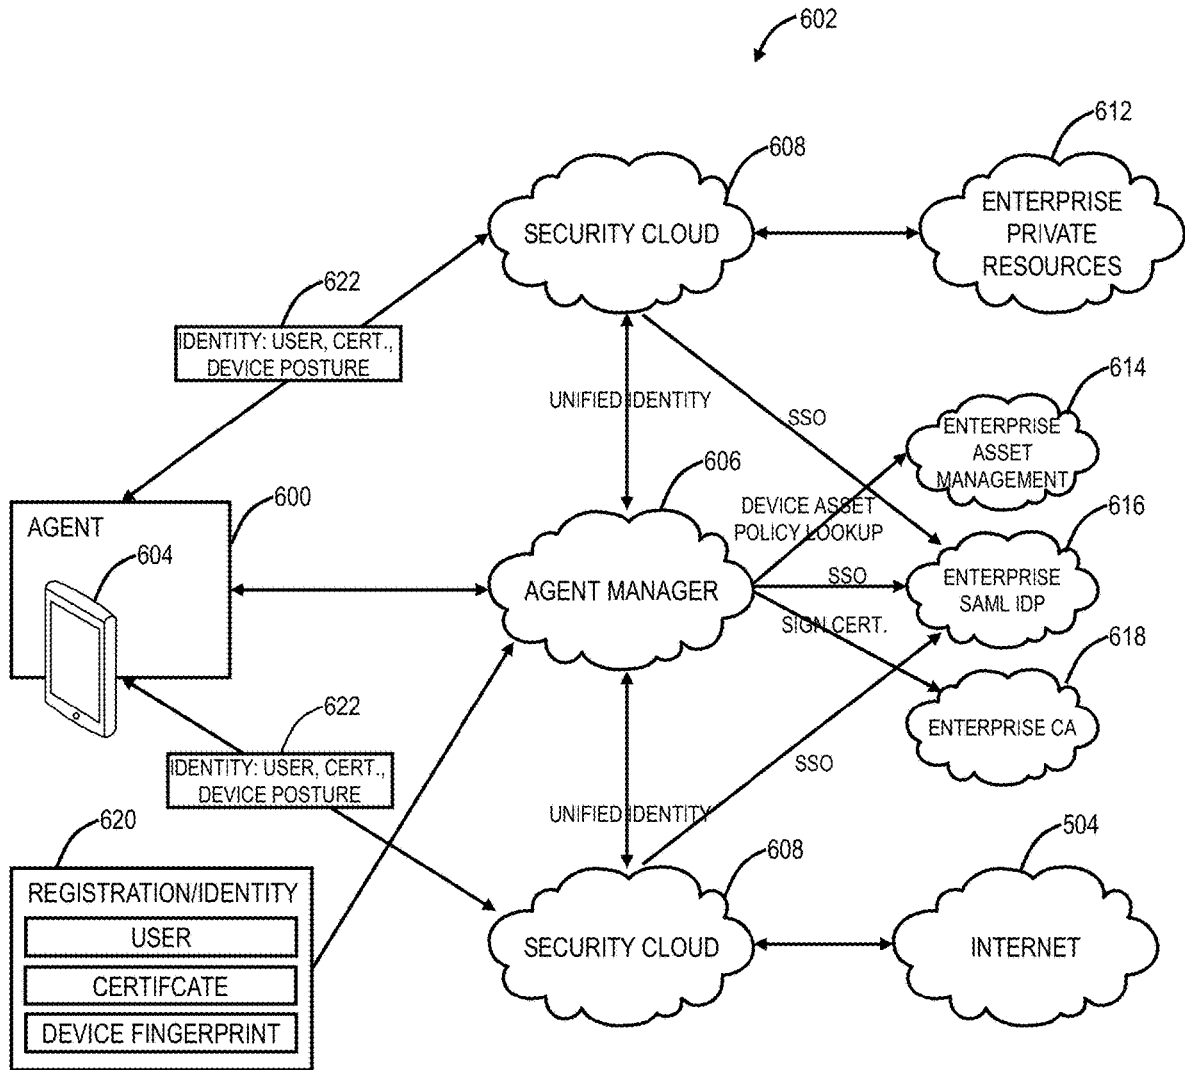 602
612
608
ENTERPRISE
PRIVATE
RESOURCES
SECURITY CLOUD
622
IDENTITY: USER, CERT.,
DEVICE POSTURE
614
UNIFIED IDENTITY
SSO
ENTERPRISE
ASSET
MANAGEMENT
606
600
AGENT
DEVICE ASSET
POLICY LOOKUP
616
604
AGENT MANAGER
SSO
ENTERPRISE
SAML IDP
SIGN CERT.
618
622
ENTERPRISE CA
IDENTITY: USER, CERT.,
DEVICE POSTURE
SSO
UNIFIED IDENTITY
620
608
504
REGISTRATION/IDENTITY
USER
CERTIFCATE
DEVICE FINGERPRINT
SECURITY CLOUD
INTERNET